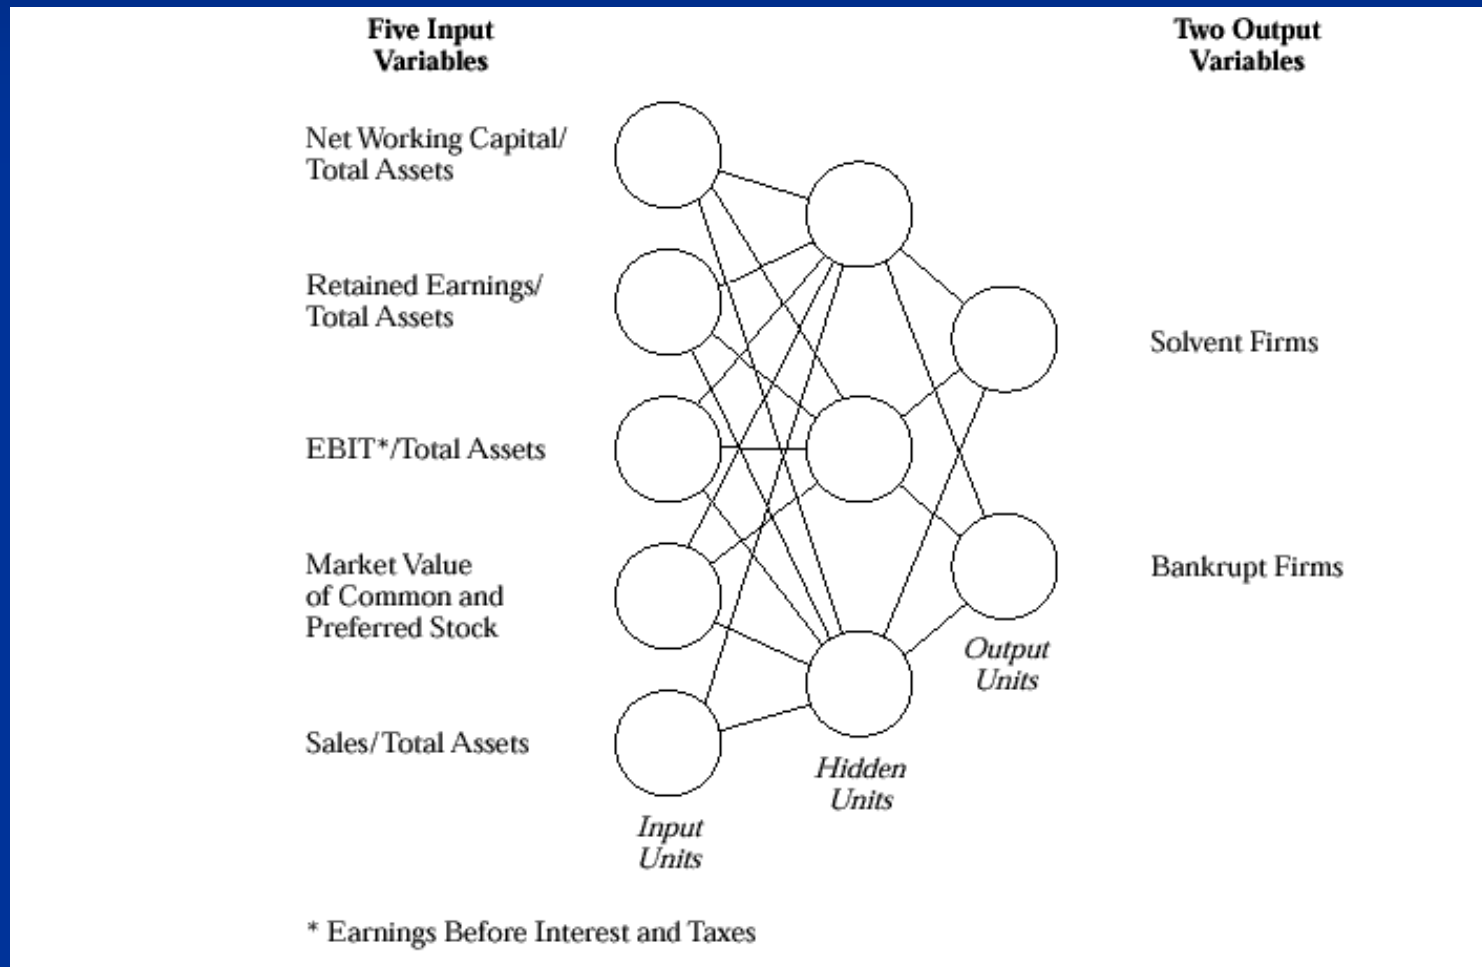 Five Input
Variables
Two Output
Variables
Net Working Capital/
Total Assets
Retained Earnings/
Total Assets
EBIT*/Total Assets
Market Value
of Common and
Preferred Stock
Sales/Total Assets
Solvent Firms
Bankrupt Firms
Output
Units
Hidden
Units
Input
Units
* Earnings Before Interest and Taxes